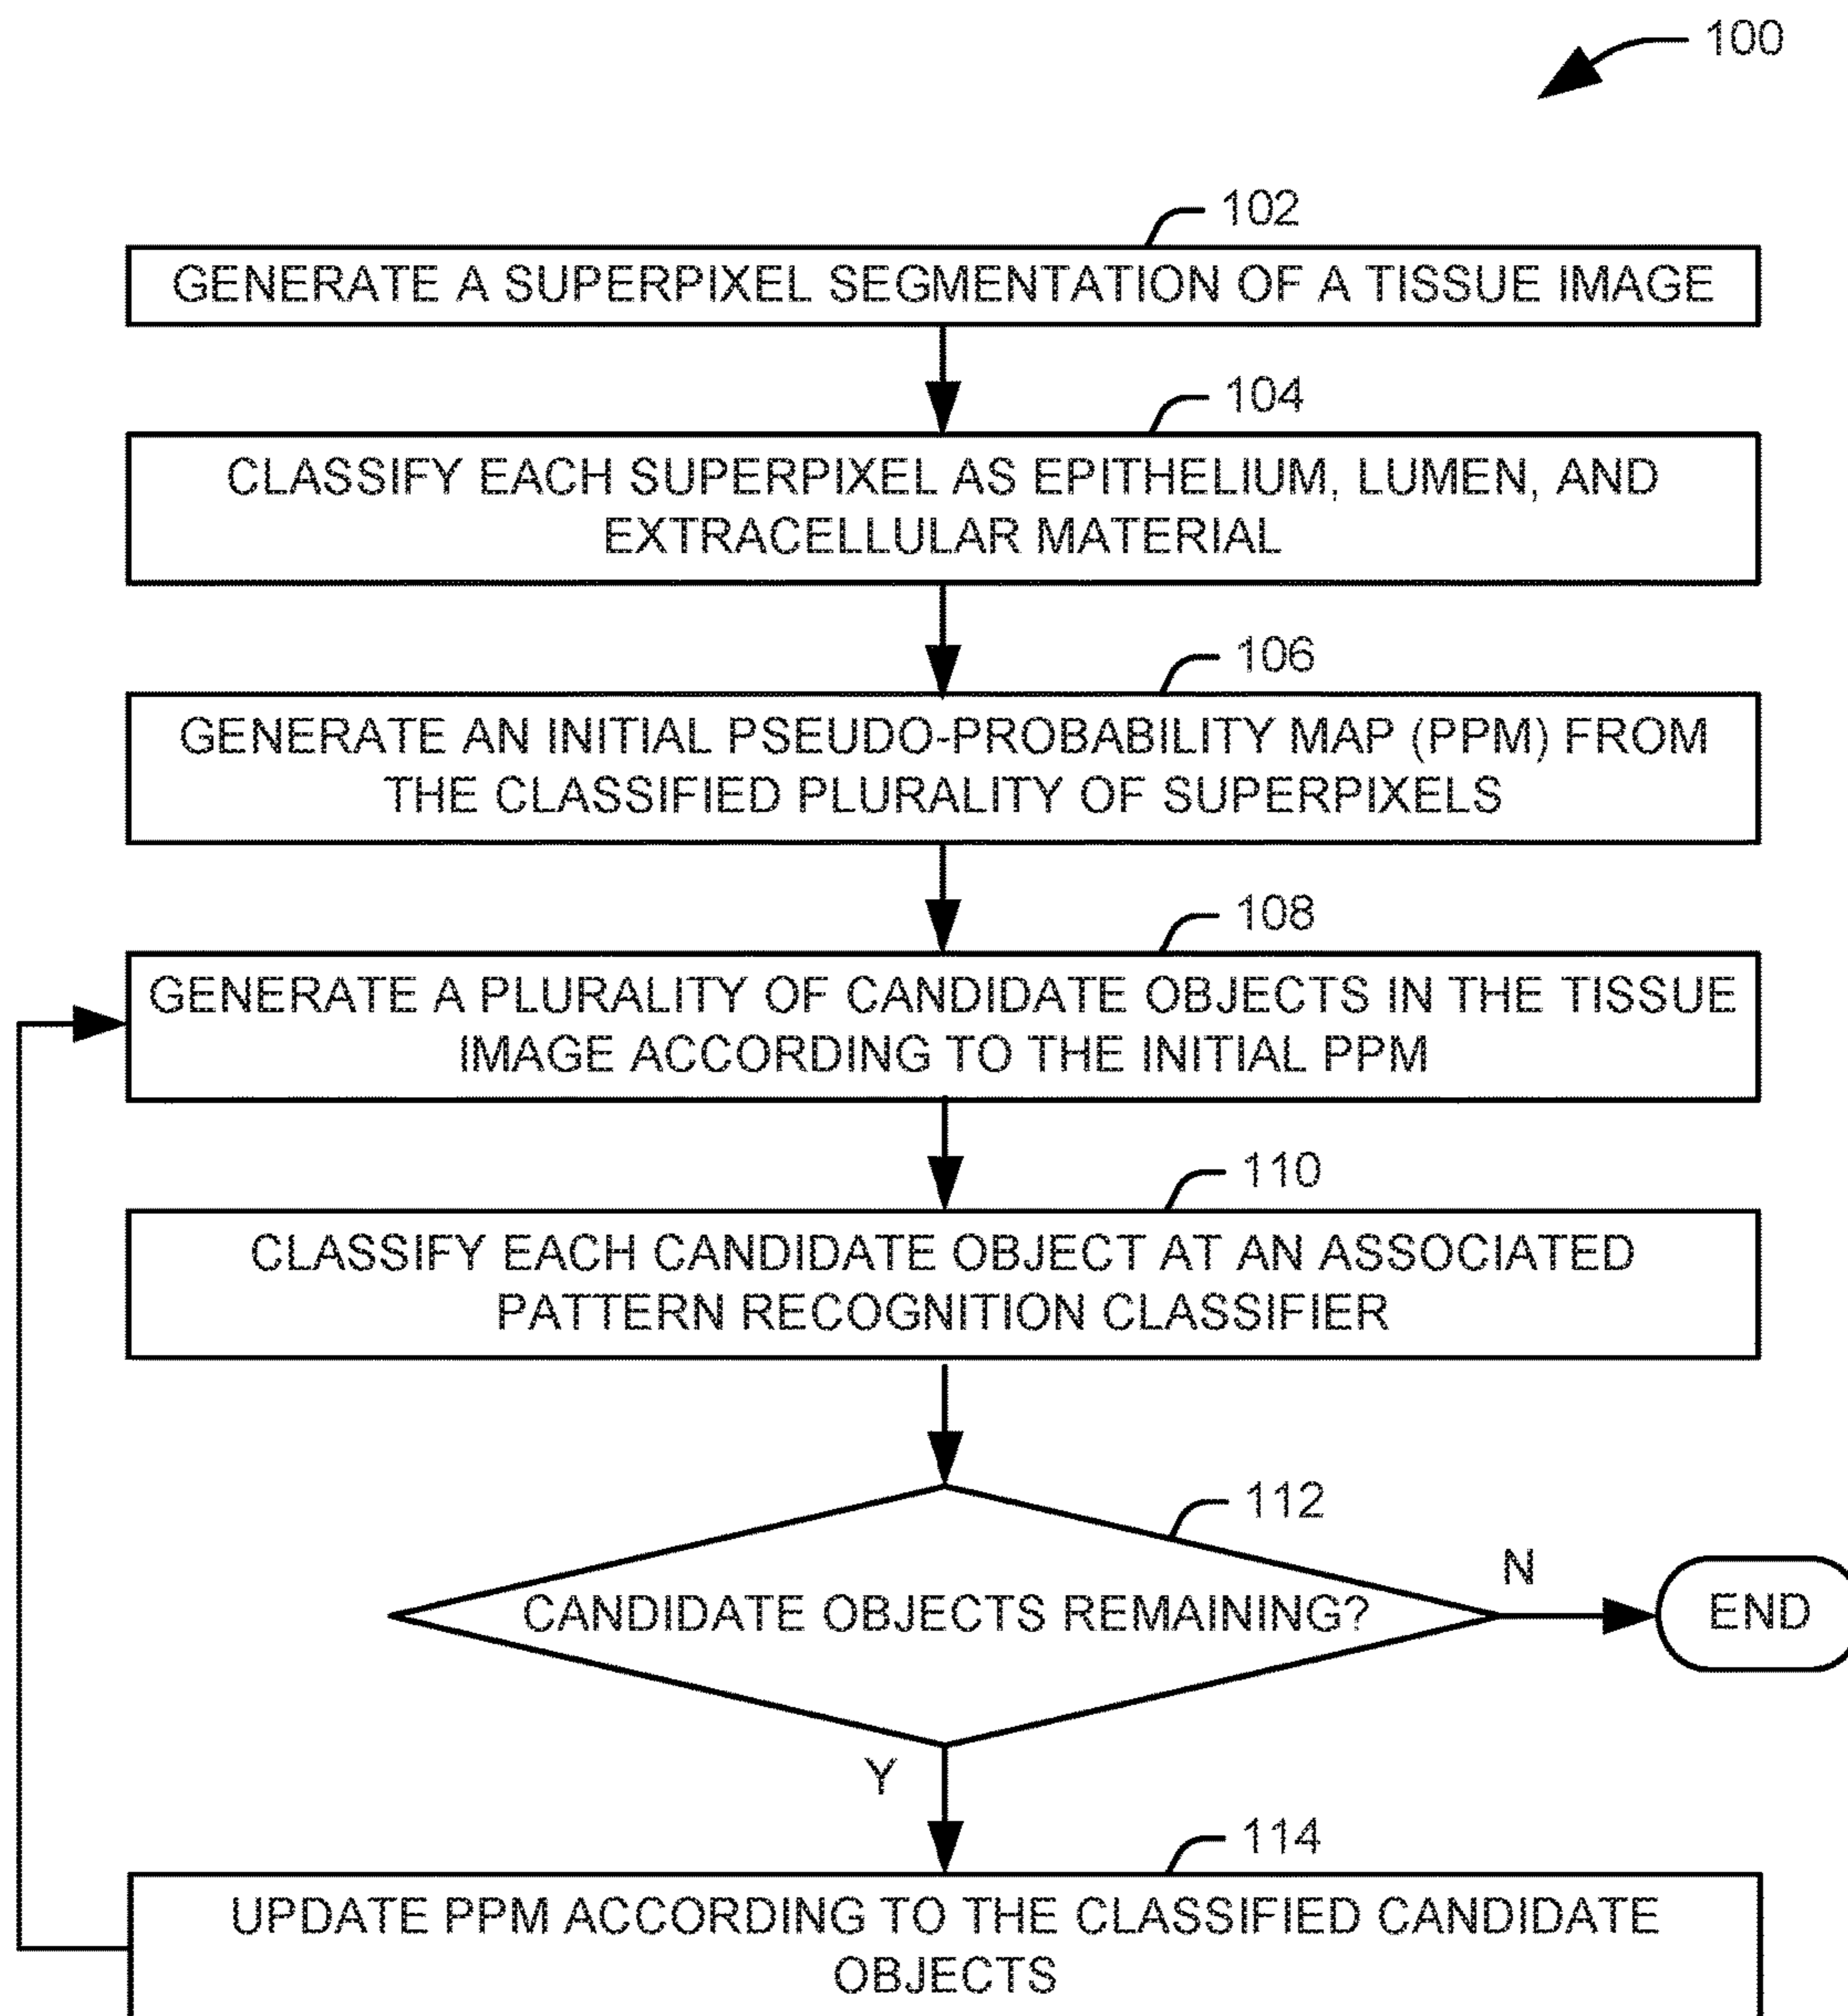 100
102
GENERATE A SUPERPIXEL SEGMENTATION OF A TISSUE IMAGE
104
CLASSIFY EACH SUPERPIXEL AS EPITHELIUM, LUMEN, AND
EXTRACELLULAR MATERIAL
106
GENERATE AN INITIAL PSEUDO-PROBABILITY MAP (PPM) FROM
THE CLASSIFIED PLURALITY OF SUPERPIXELS
108
GENERATE A PLURALITY OF CANDIDATE OBJECTS IN THE TISSUE
IMAGE ACCORDING TO THE INITIAL PPM
110
CLASSIFY EACH CANDIDATE OBJECT AT AN ASSOCIATED
PATTERN RECOGNITION CLASSIFIER
112
CANDIDATE OBJECTS REMAINING?
N
END
Y
114
UPDATE PPM ACCORDING TO THE CLASSIFIED CANDIDATE
OBJECTS